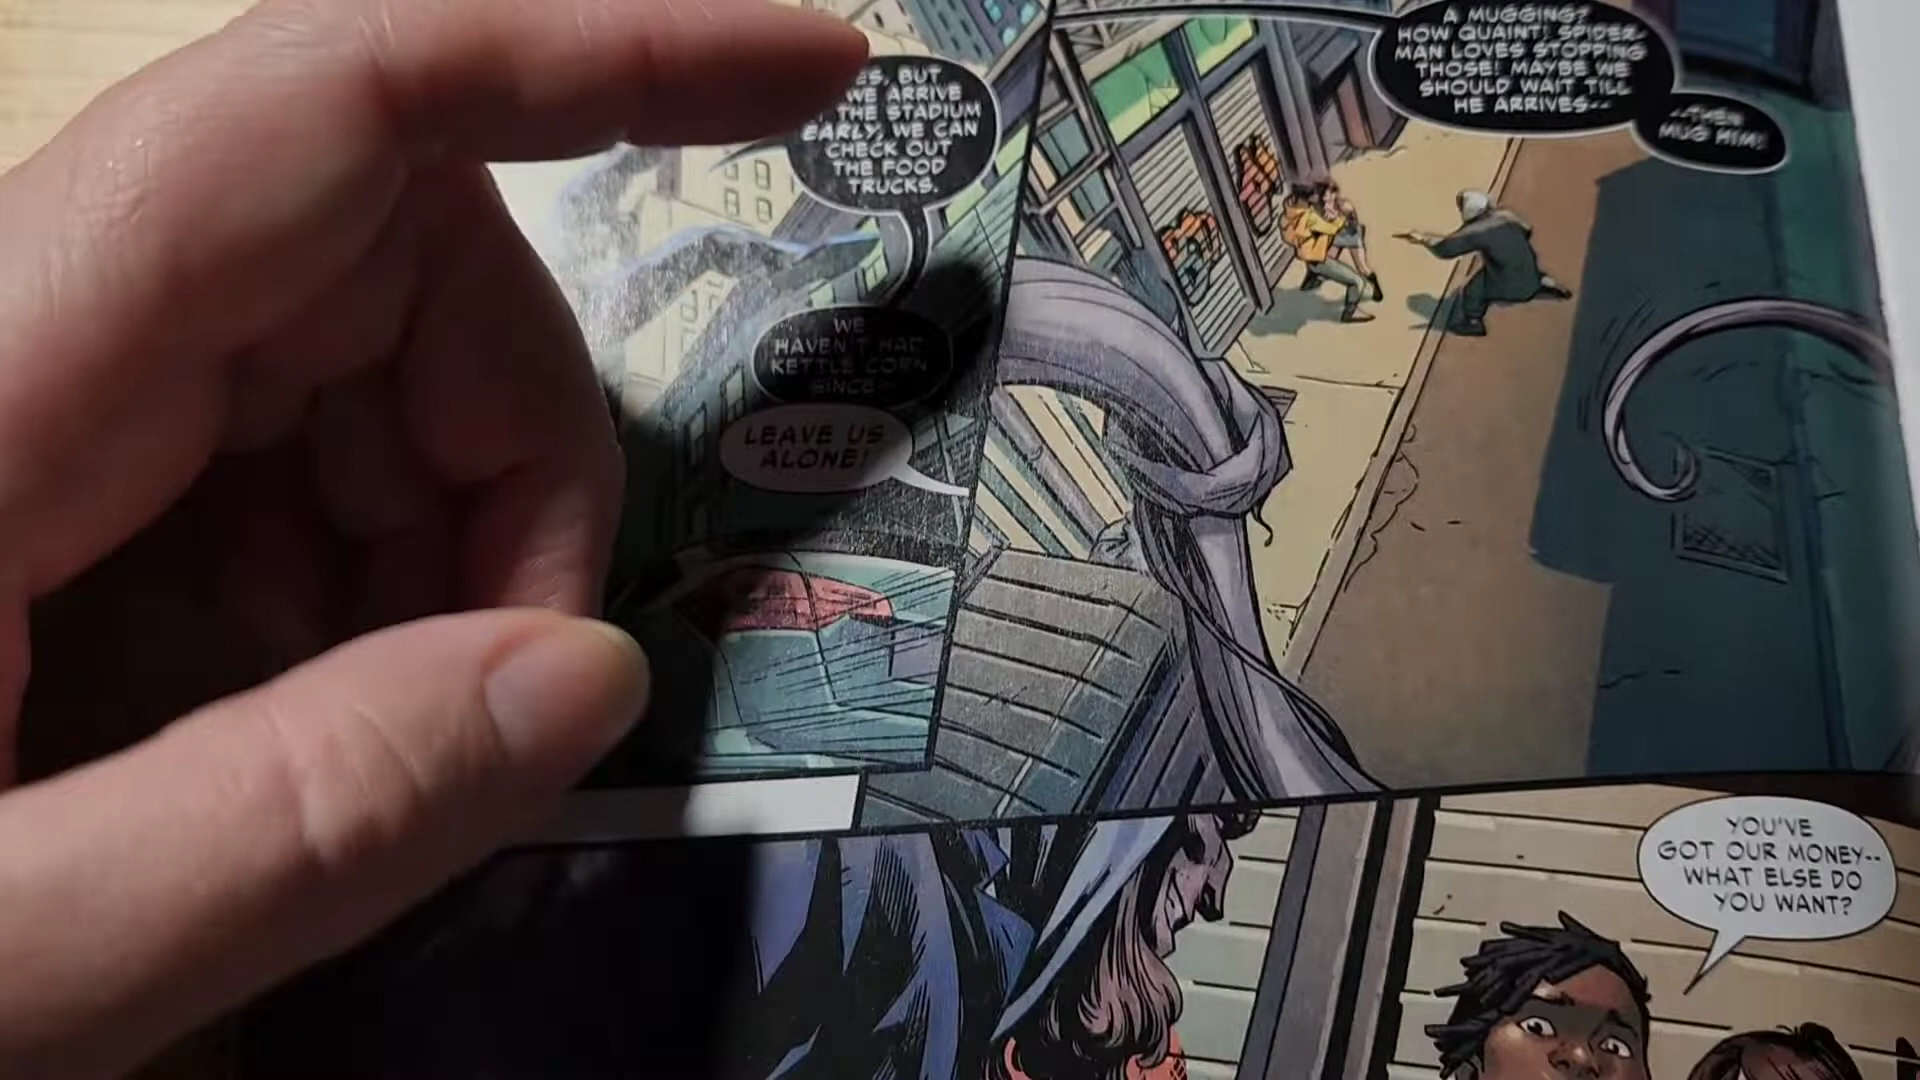 BUT
WE ARRIVE
THE STADIUM
EARLY, WE CAN
CHECK OUT
THE FOOD
TRUCKS.
WE
HAVEN'T HAD
KETTLE CORN
SINCE--
LEAVE US
ALONE!
A MUGGING?
HOW QUAINT! SPIDER-
MAN LOVES STOPPING
THOSE! MAYBE WE
SHOULD WAIT TILL
HE ARRIVES--
--THEN
MUG HIM!
YOU'VE
GOT OUR MONEY--
WHAT ELSE DO
YOU WANT?